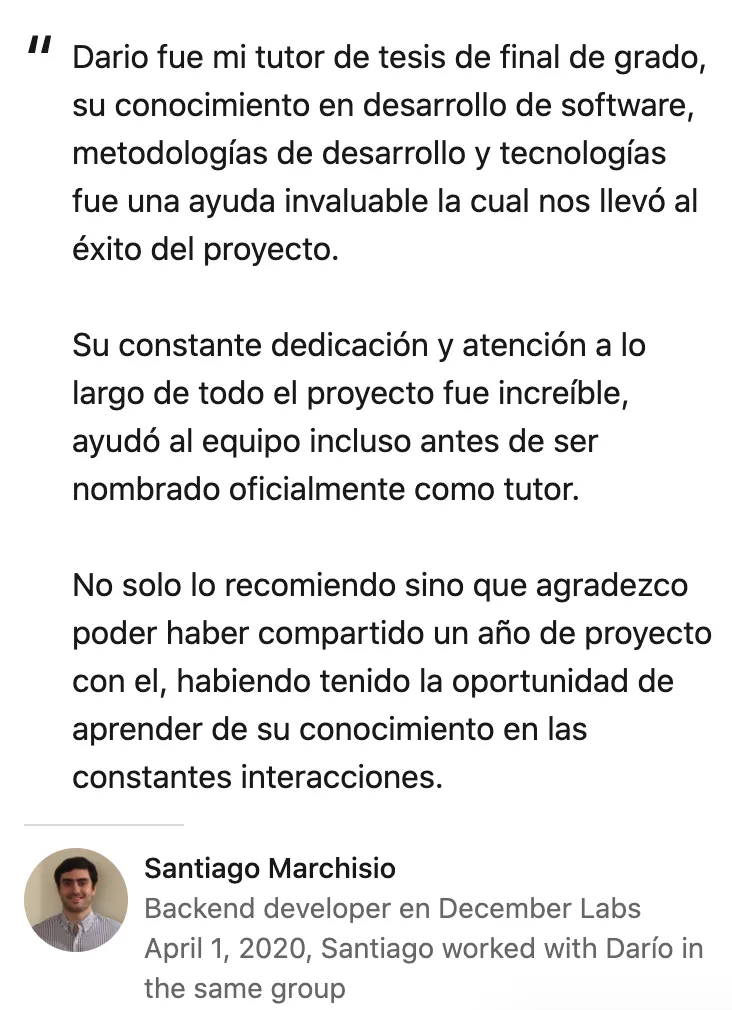 "
Dario fue mi tutor de tesis de final de grado,
su conocimiento en desarrollo de software,
metodologías de desarrollo y tecnologías
fue una ayuda invaluable la cual nos llevó al
éxito del proyecto.
Su constante dedicación y atención a lo
largo de todo el proyecto fue increíble,
ayudó al equipo incluso antes de ser
nombrado oficialmente como tutor.
No solo lo recomiendo sino que agradezco
poder haber compartido un año de proyecto
con el, habiendo tenido la oportunidad de
aprender de su conocimiento en las
constantes interacciones.
Santiago Marchisio
Backend developer en December Labs
April 1, 2020, Santiago worked with Darío in
the same group